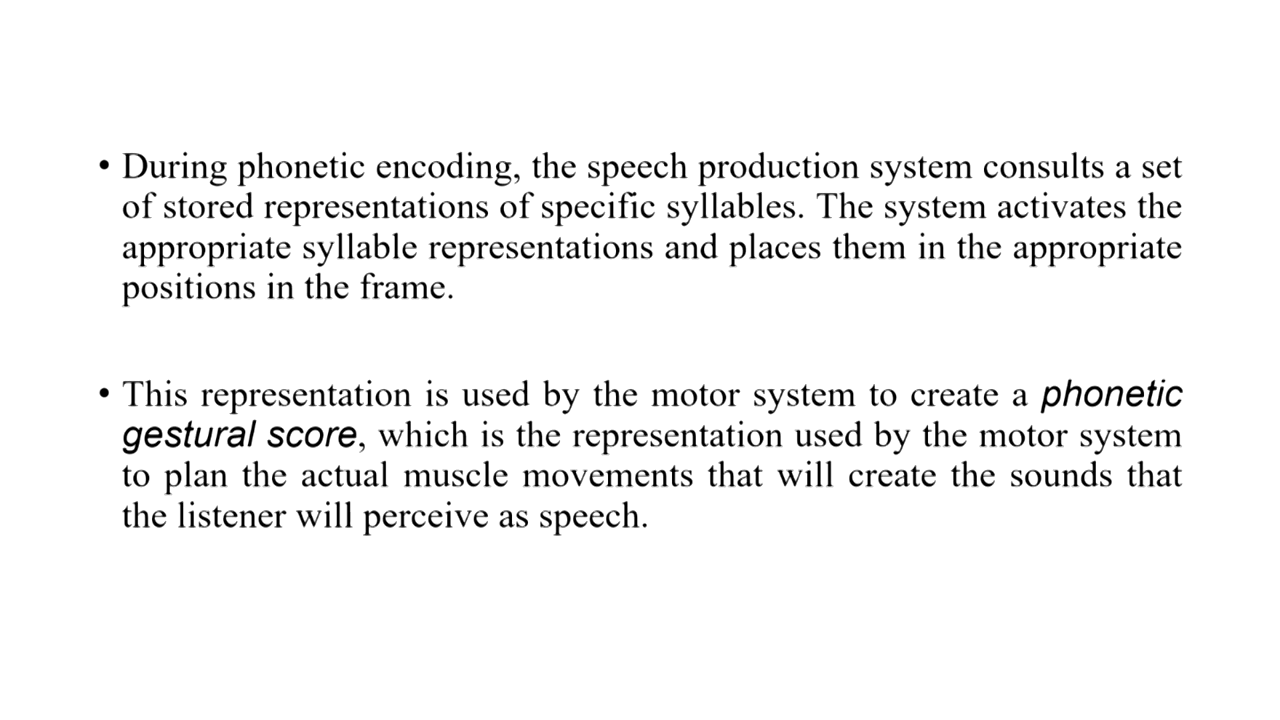 • During phonetic encoding, the speech production system consults a set
of stored representations of specific syllables. The system activates the
appropriate syllable representations and places them in the appropriate
positions in the frame.
• This representation is used by the motor system to create a phonetic
gestural score, which is the representation used by the motor system
to plan the actual muscle movements that will create the sounds that
the listener will perceive as speech.